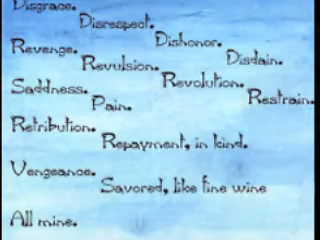 Disgrace.
Disrespect.
Dishonor.
Revenge.
Disdain.
Revulsion.
Revolution.
Saddness.
Restrain.
Pain.
Retribution.
Repayment, in kind.
Vengeance.
Savored, like fine wine
All mine.